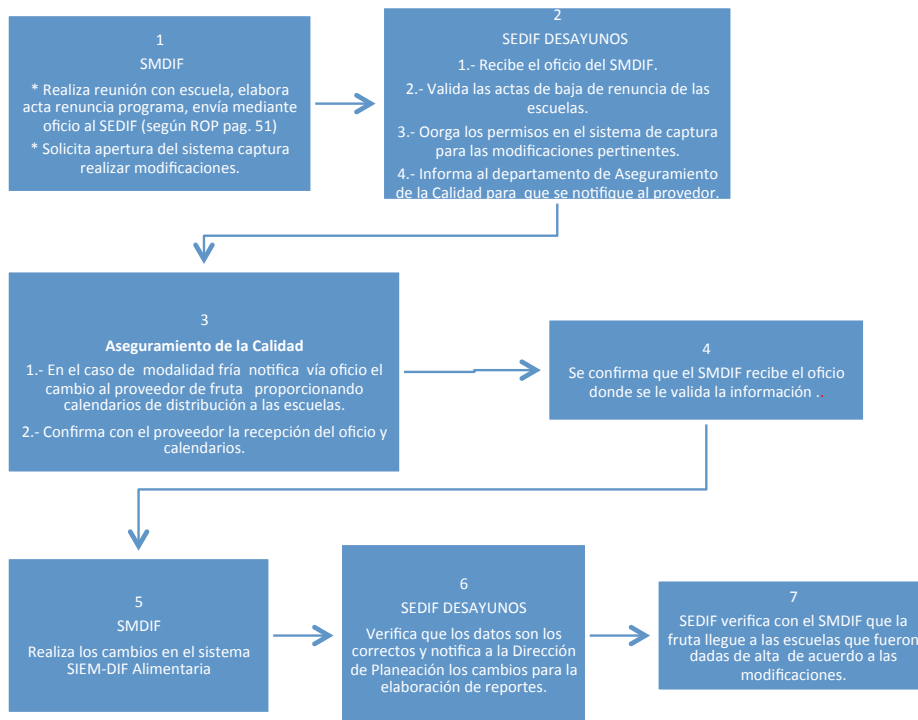 1
SMDIF
* Realiza reunión con escuela, elabora
acta renuncia programa, envía mediante
oficio al SEDIF (según ROP pag. 51)
* Solicita apertura del sistema captura
realizar modificaciones.
2
SEDIF DESAYUNOS
1.- Recibe el oficio del SMDIF.
2.- Valida las actas de baja de renuncia de las
escuelas.
3.- Oorga los permisos en el sistema de captura
para las modificaciones pertinentes.
4.- Informa al departamento de Aseguramiento
de la Calidad para que se notifique al provedor.
3
Aseguramiento de la Calidad
1.- En el caso de modalidad fría notifica vía oficio el
cambio al proveedor de fruta proporcionando
calendarios de distribución a las escuelas.
2.- Confirma con el proveedor la recepción del oficio y
calendarios.
4
Se confirma que el SMDIF recibe el oficio
donde se le valida la información ..
5
SMDIF
Realiza los cambios en el sistema
SIEM-DIF Alimentaria
6
SEDIF DESAYUNOS
Verifica que los datos son los
correctos y notifica a la Dirección
de Planeación los cambios para la
elaboración de reportes.
7
SEDIF verifica con el SMDIF que la
fruta llegue a las escuelas que fueron
dadas de alta de acuerdo a las
modificaciones.